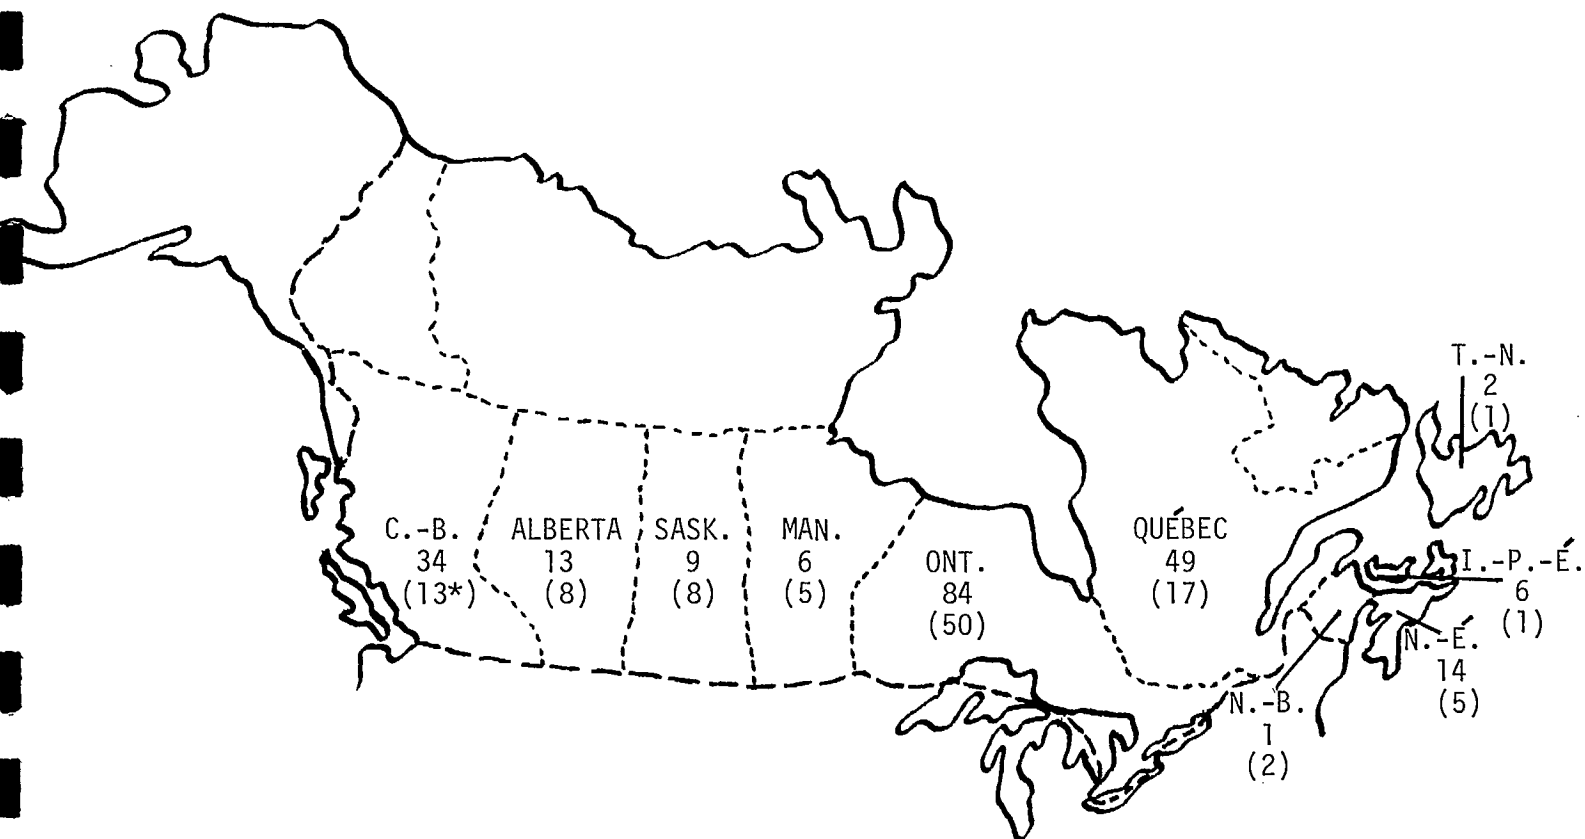 T.-N.
2
(1)
C.-B.
34
(13*)
ALBERTA
13
(8)
SASK.
9
(8)
MAN.
6
(5)
ONT.
84
(50)
QUÉBEC
49
(17)
I.-P.-É.
6
(1)
N.-É.
14
(5)
N.-B.
1
(2)